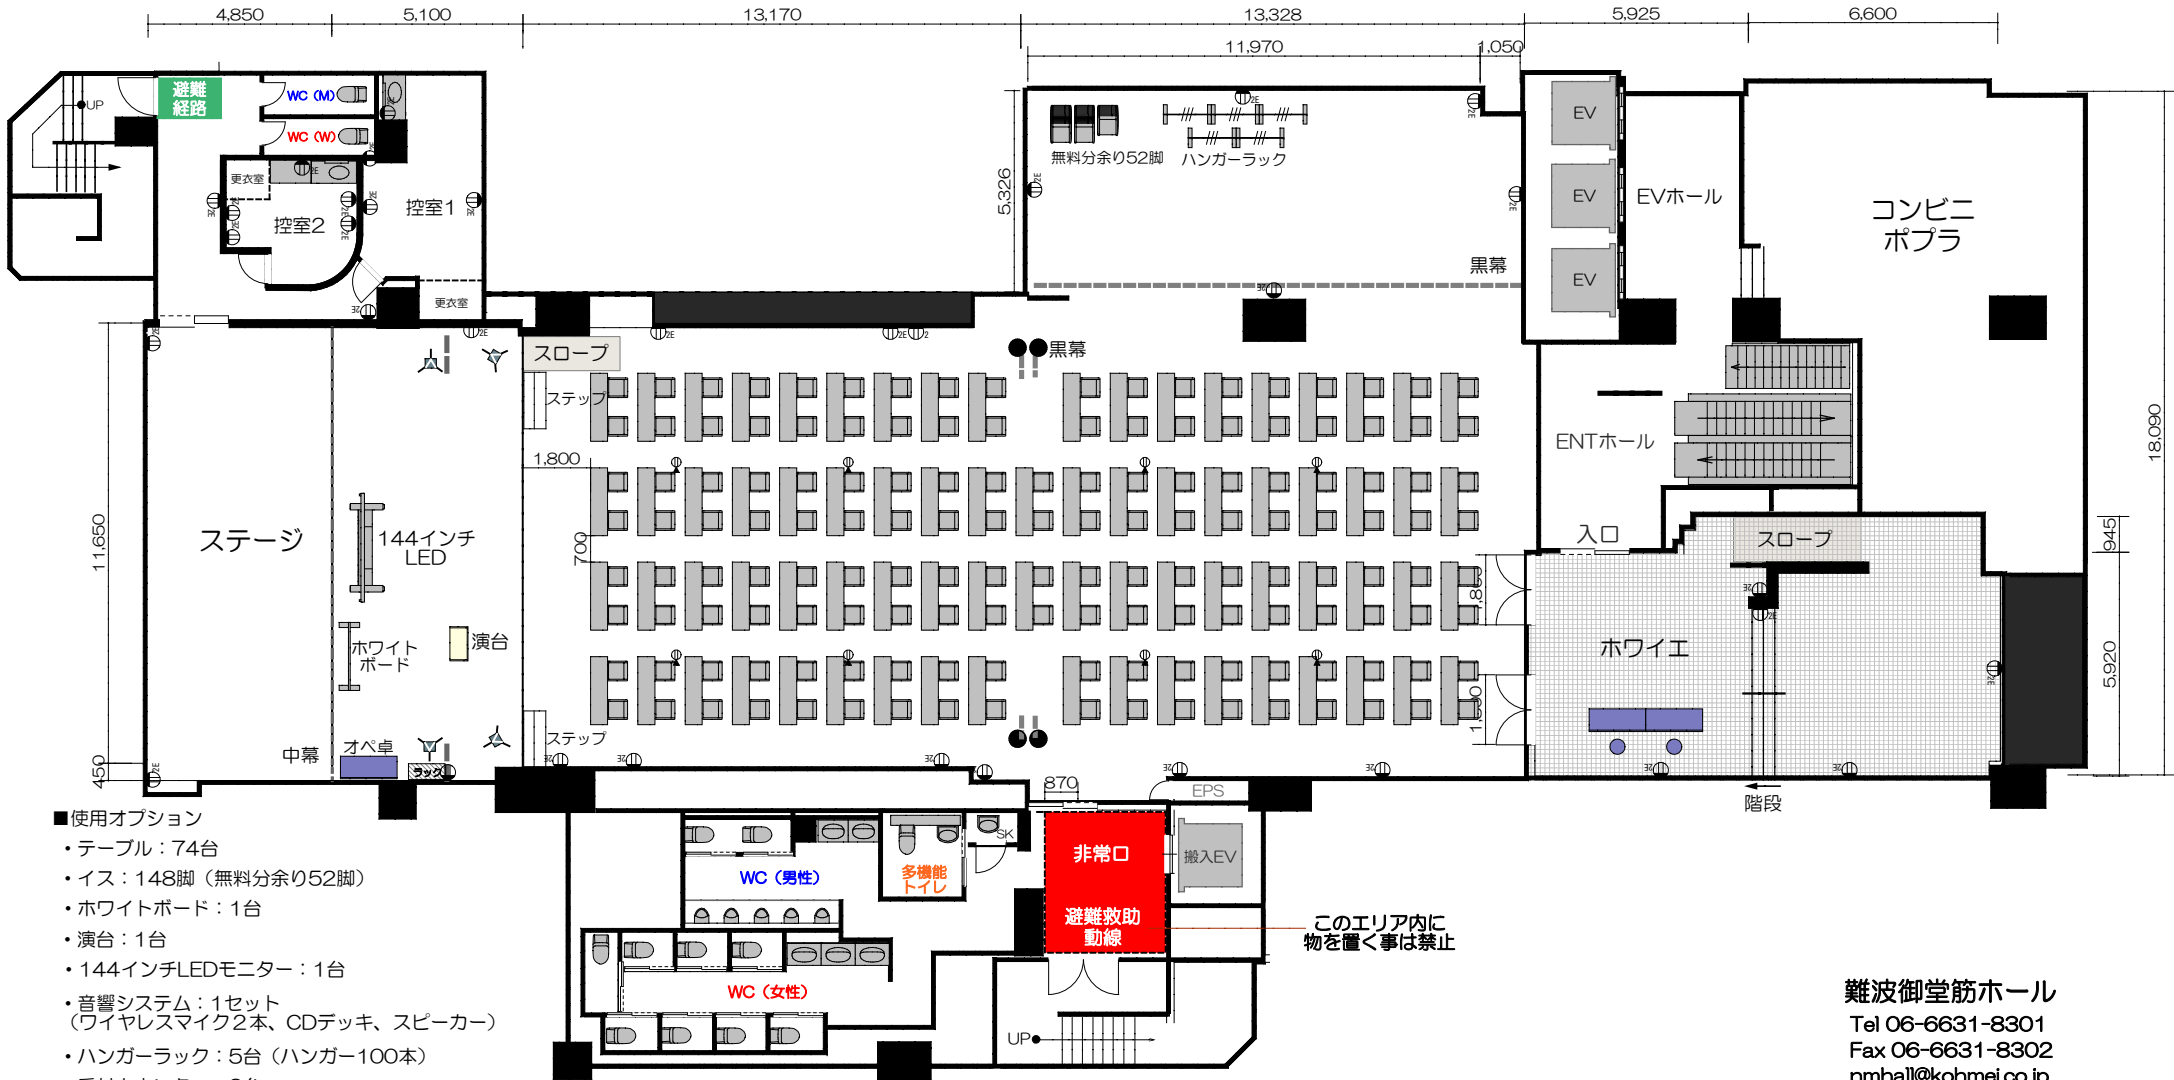 4,850
5,100
13,170
13,328
5,925
6,600
11,970
1,050
避難
経路
UP
WC (M)
WC (W)
更衣室
控室2
控室1
更衣室
5,326
無料分余り52脚
ハンガーラック
黒幕
EV
EV
EV
EVホール
コンビニ
ポプラ
スロープ
黒幕
ステップ
1,800
700
ENTホール
18,090
11,650
450
ステージ
144インチ
LED
ホワイト
ボード
演台
中幕
オペ卓
ラック
ステップ
入口
スロープ
945
5,920
ホワイエ
階段
870
EPS
■使用オプション
・テーブル：74台
・イス：148脚（無料分余り52脚）
・ホワイトボード：1台
・演台：1台
・144インチLEDモニター：1台
・音響システム：1セット
（ワイヤレスマイク2本、CDデッキ、スピーカー）
・ハンガーラック：5台（ハンガー100本）
WC（男性）
多機能
トイレ
SK
WC（女性）
非常口
避難救助
動線
搬入EV
このエリア内に
物を置く事は禁止
UP
難波御堂筋ホール
Tel 06-6631-8301
Fax 06-6631-8302
nmhall@kohmei.co.jp